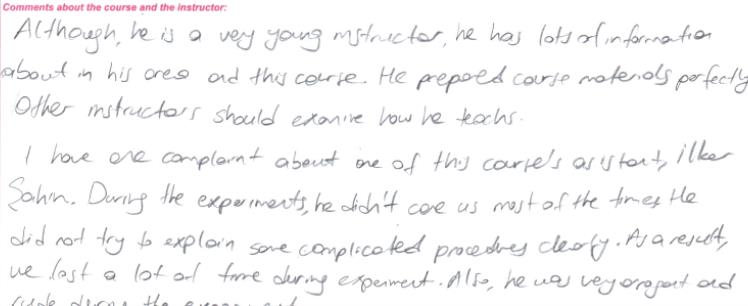 Comments about the course and the instructor:
Although, he is a very young instructor, he has lots of information
about in his area and this course. He prepared course materials perfectly
Other instructors should examine how he teachs.
I have one complaint about one of this course's asistant, ilker
Şahin. During the experiments, he didn't care us most of the times He
did not try to explain some complicated procedures clearly. As a result,
we lost a lot of time during experiment. Also, he was very arrogant and
rude during the experiment